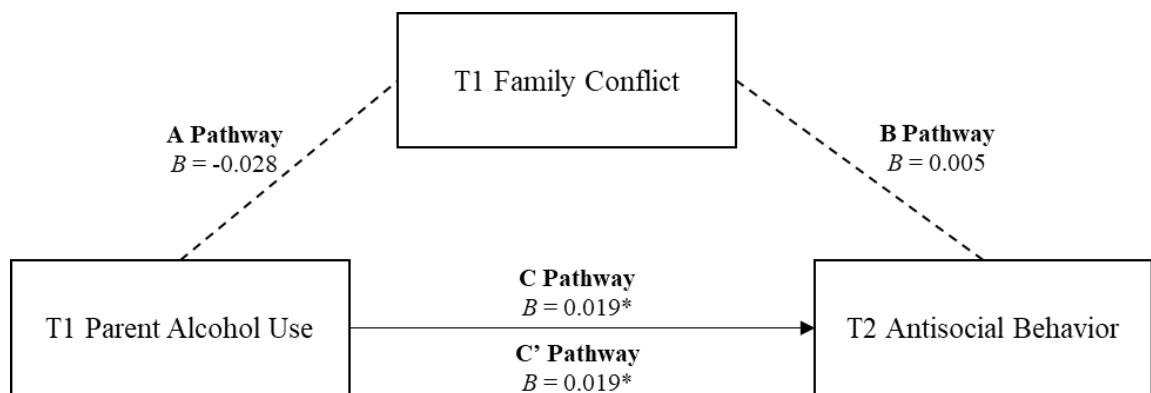 T1 Family Conflict
A Pathway
B = -0.028
B Pathway
B = 0.005
T1 Parent Alcohol Use
C Pathway
B = 0.019*
C’ Pathway
B = 0.019*
T2 Antisocial Behavior